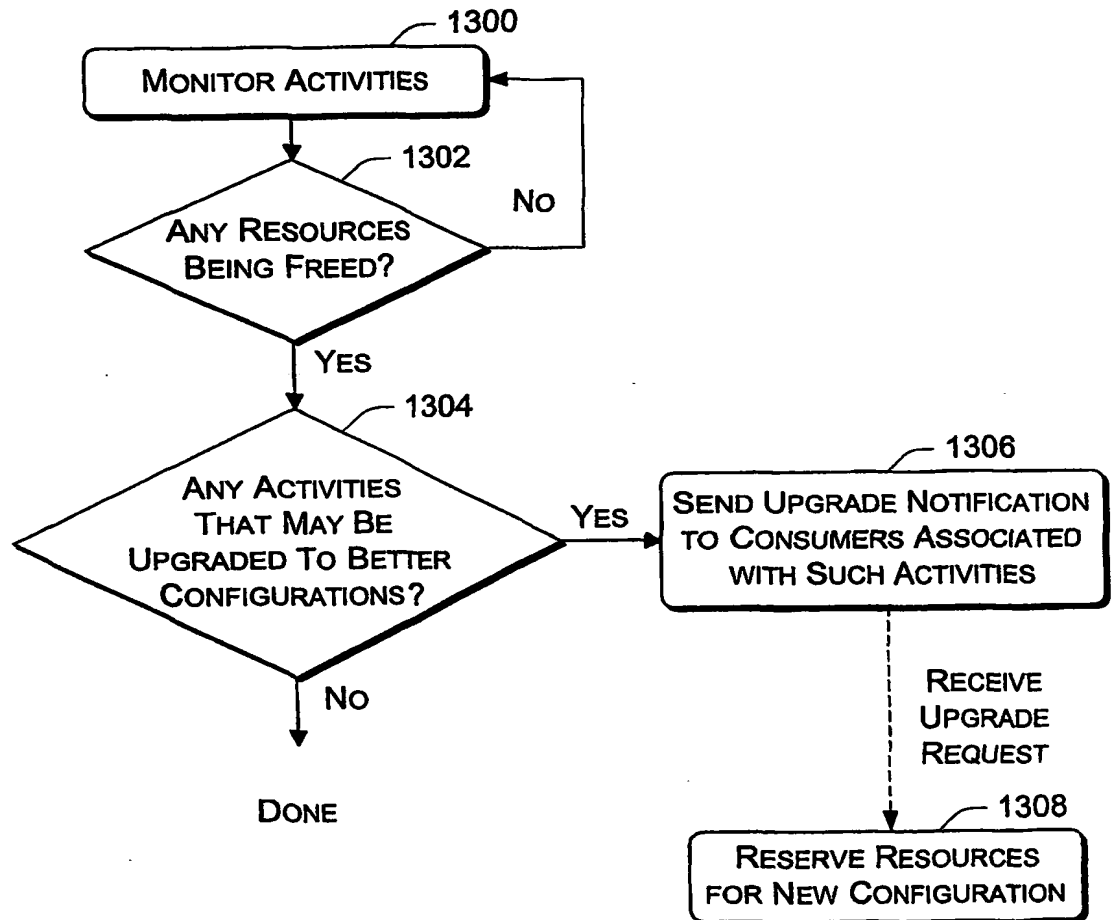 1300
MONITOR ACTIVITIES
1302
NO
ANY RESOURCES
BEING FREED?
YES
1304
ANY ACTIVITIES
THAT MAY BE
UPGRADED TO BETTER
CONFIGURATIONS?
YES
1306
SEND UPGRADE NOTIFICATION
TO CONSUMERS ASSOCIATED
WITH SUCH ACTIVITIES
NO
DONE
RECEIVE
UPGRADE
REQUEST
1308
RESERVE RESOURCES
FOR NEW CONFIGURATION